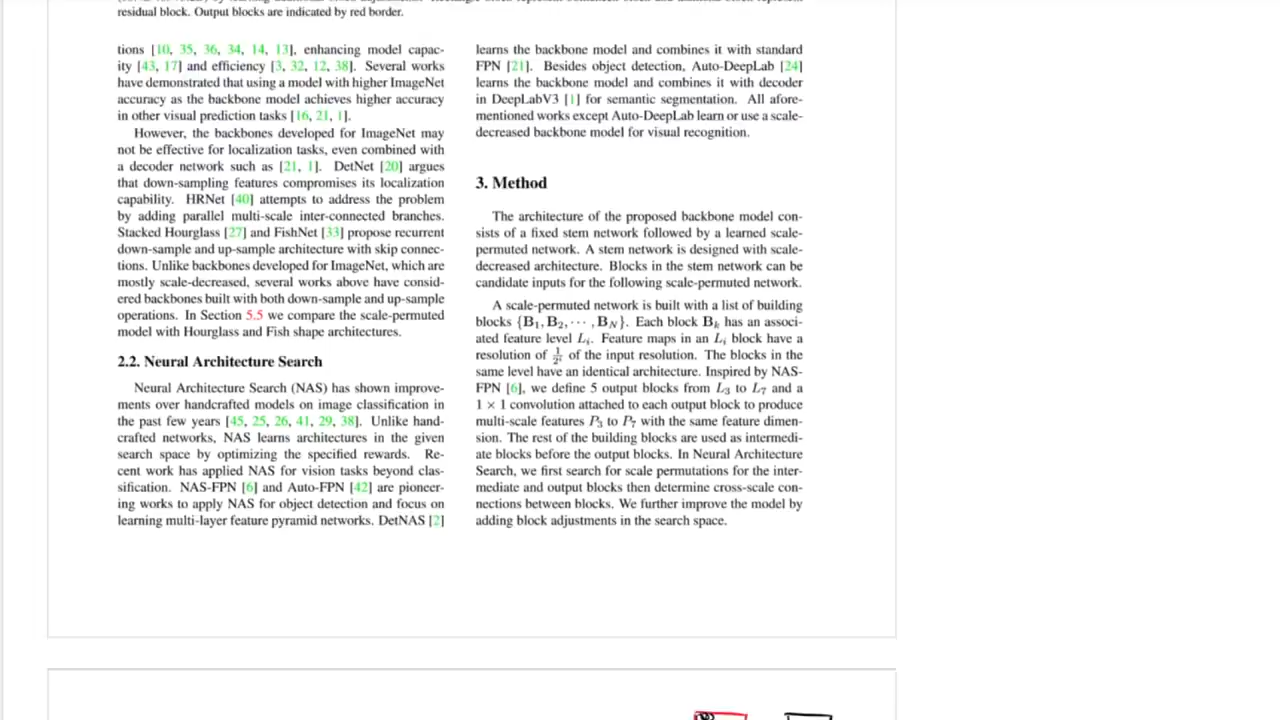 residual block. Output blocks are indicated by red border.
tions [10, 35, 36, 34, 14, 13], enhancing model capac-
ity [43, 17] and efficiency [3, 32, 12, 38]. Several works
have demonstrated that using a model with higher ImageNet
accuracy as the backbone model achieves higher accuracy
in other visual prediction tasks [16, 21, 1].
However, the backbones developed for ImageNet may
not be effective for localization tasks, even combined with
a decoder network such as [21, 1]. DetNet [20] argues
that down-sampling features compromises its localization
capability. HRNet [40] attempts to address the problem
by adding parallel multi-scale inter-connected branches.
Stacked Hourglass [27] and FishNet [33] propose recurrent
down-sample and up-sample architecture with skip connec-
tions. Unlike backbones developed for ImageNet, which are
mostly scale-decreased, several works above have consid-
ered backbones built with both down-sample and up-sample
operations. In Section 5.5 we compare the scale-permuted
model with Hourglass and Fish shape architectures.
2.2. Neural Architecture Search
Neural Architecture Search (NAS) has shown improve-
ments over handcrafted models on image classification in
the past few years [45, 25, 26, 41, 29, 38]. Unlike hand-
crafted networks, NAS learns architectures in the given
search space by optimizing the specified rewards. Re-
cent work has applied NAS for vision tasks beyond clas-
sification. NAS-FPN [6] and Auto-FPN [42] are pioneer-
ing works to apply NAS for object detection and focus on
learning multi-layer feature pyramid networks. DetNAS [2]
learns the backbone model and combines it with standard
FPN [21]. Besides object detection, Auto-DeepLab [24]
learns the backbone model and combines it with decoder
in DeepLabV3 [1] for semantic segmentation. All afore-
mentioned works except Auto-DeepLab learn or use a scale-
decreased backbone model for visual recognition.
3. Method
The architecture of the proposed backbone model con-
sists of a fixed stem network followed by a learned scale-
permuted network. A stem network is designed with scale-
decreased architecture. Blocks in the stem network can be
candidate inputs for the following scale-permuted network.
A scale-permuted network is built with a list of building
blocks {B₁, B₂, ⋯ , B_N}. Each block B_k has an associ-
ated feature level L_i. Feature maps in an L_i block have a
resolution of 1/2^i of the input resolution. The blocks in the
same level have an identical architecture. Inspired by NAS-
FPN [6], we define 5 output blocks from L₃ to L₇ and a
1 × 1 convolution attached to each output block to produce
multi-scale features P₃ to P₇ with the same feature dimen-
sion. The rest of the building blocks are used as intermedi-
ate blocks before the output blocks. In Neural Architecture
Search, we first search for scale permutations for the inter-
mediate and output blocks then determine cross-scale con-
nections between blocks. We further improve the model by
adding block adjustments in the search space.